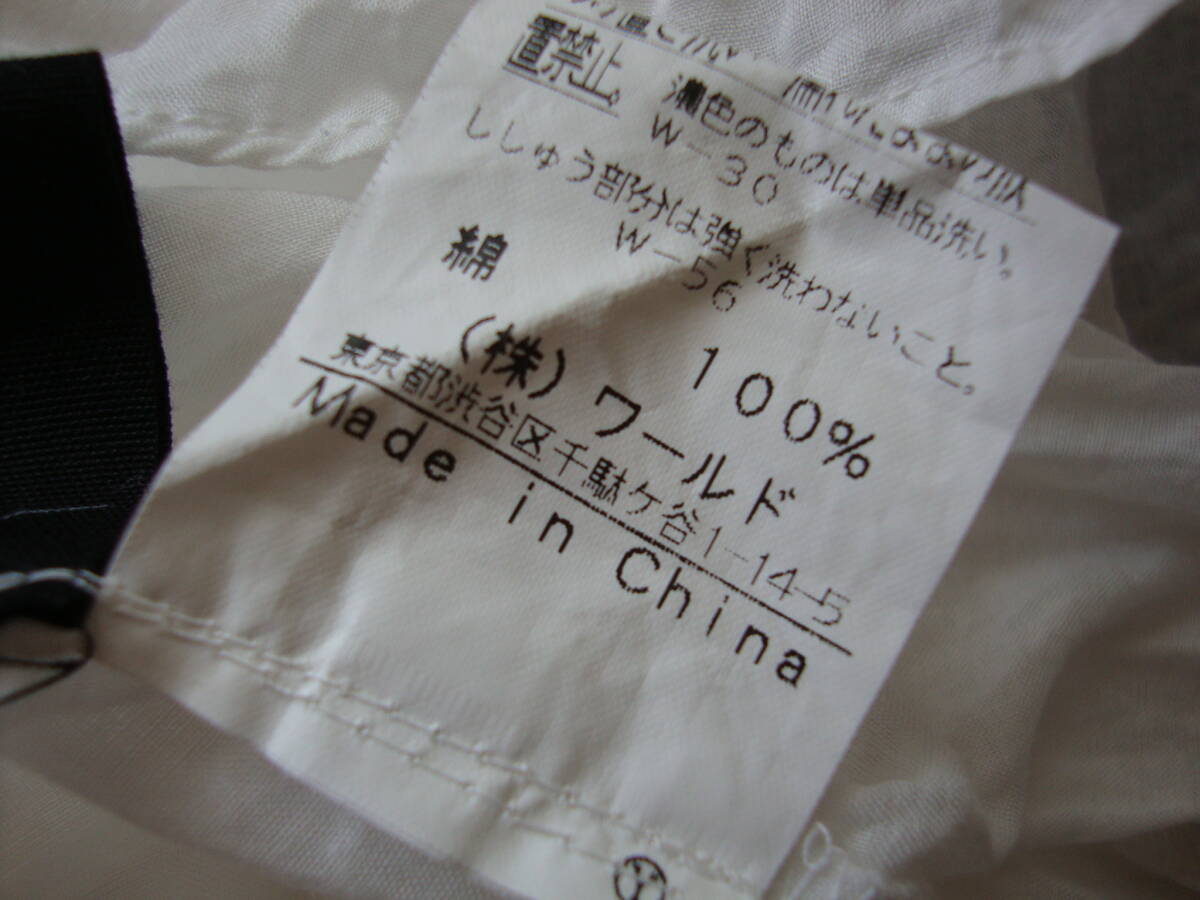 置禁止。
濃色のものは単品洗い。
W-30
ししゅう部分は強く洗わないこと。
W-56
綿 100%
(株)ワールド
東京都渋谷区千駄ケ谷1-14-5
Made in China